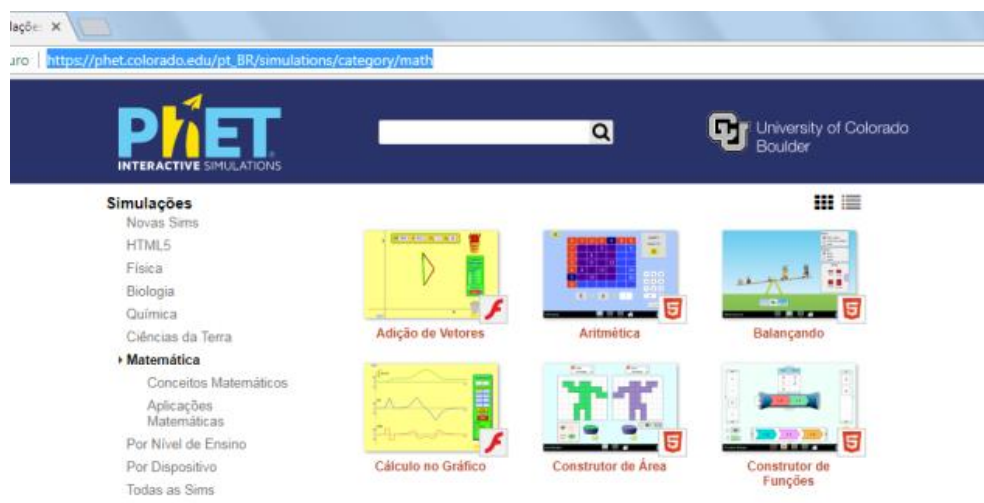 lações
uro | https://phet.colorado.edu/pt_BR/simulations/category/math
PhET
INTERACTIVE SIMULATIONS
University of Colorado
Boulder
Simulações
Novas Sims
HTML5
Física
Biologia
Química
Ciências da Terra
Matemática
Conceitos Matemáticos
Aplicações
Matemáticas
Por Nível de Ensino
Por Dispositivo
Todas as Sims
Adição de Vetores
Aritmética
Balançando
Cálculo no Gráfico
Construtor de Área
Construtor de
Funções